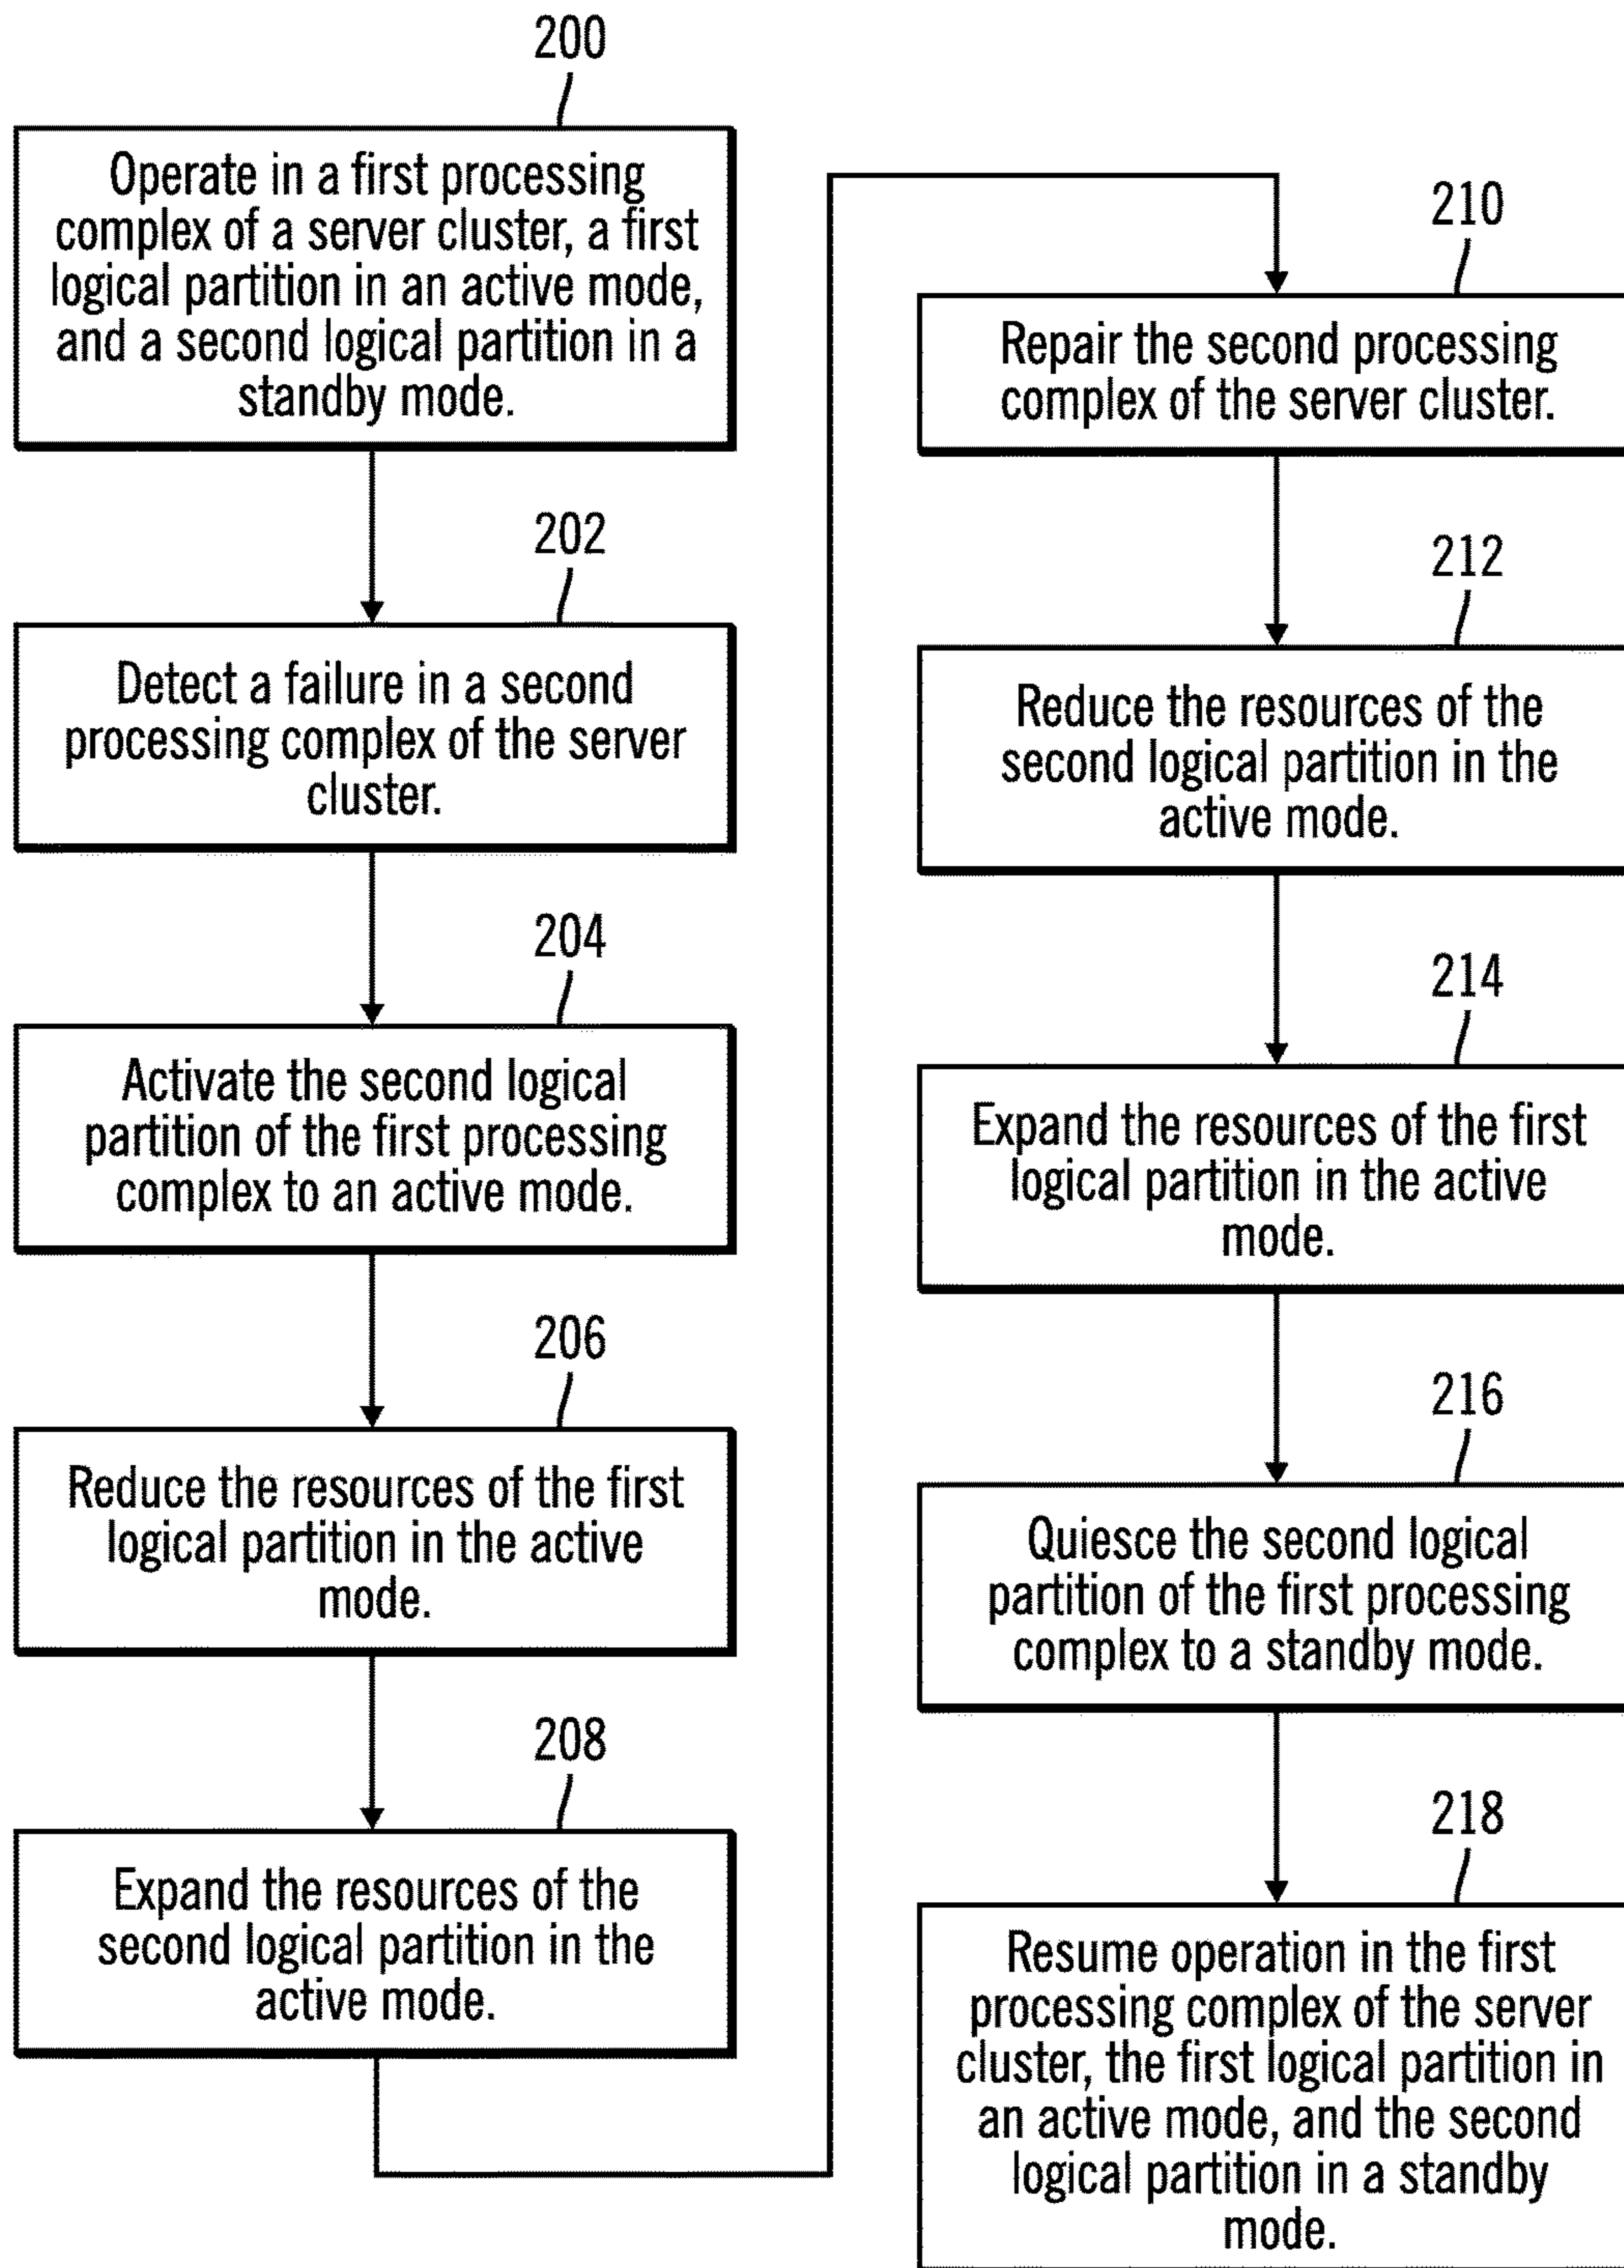 200
Operate in a first processing
complex of a server cluster, a first
logical partition in an active mode,
and a second logical partition in a
standby mode.
202
Detect a failure in a second
processing complex of the server
cluster.
204
Activate the second logical
partition of the first processing
complex to an active mode.
206
Reduce the resources of the first
logical partition in the active
mode.
208
Expand the resources of the
second logical partition in the
active mode.
210
Repair the second processing
complex of the server cluster.
212
Reduce the resources of the
second logical partition in the
active mode.
214
Expand the resources of the first
logical partition in the active
mode.
216
Quiesce the second logical
partition of the first processing
complex to a standby mode.
218
Resume operation in the first
processing complex of the server
cluster, the first logical partition in
an active mode, and the second
logical partition in a standby
mode.